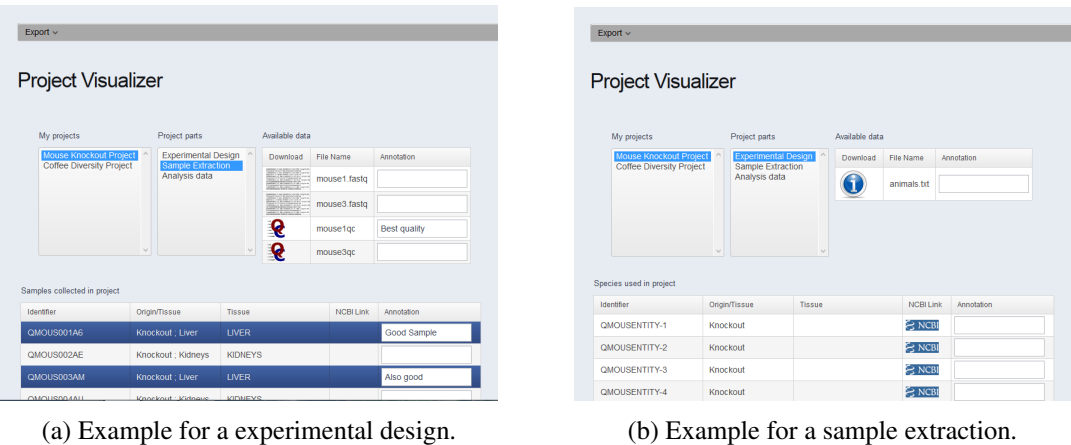 Export
Project Visualizer
My projects Project parts Available data
Mouse Knockout Project
Coffee Diversity Project
Experimental Design
Sample Extraction
Analysis data
Download File Name Annotation
mouse1.fastq
mouse3.fastq
mouse1qc Best quality
mouse3qc
Samples collected in project
Identifier Origin/Tissue Tissue NCBI Link Annotation
QMOUS001A6 Knockout ; Liver LIVER Good Sample
QMOUS002AE Knockout ; Kidneys KIDNEYS
QMOUS003AM Knockout ; Liver LIVER Also good
QMOUS004AU Knockout ; Kidneys KIDNEYS
(a) Example for a experimental design.
Export
Project Visualizer
My projects Project parts Available data
Mouse Knockout Project
Coffee Diversity Project
Experimental Design
Sample Extraction
Analysis data
Download File Name Annotation
animals.txt
Species used in project
Identifier Origin/Tissue Tissue NCBI Link Annotation
QMOUSENTITY-1 Knockout NCBI
QMOUSENTITY-2 Knockout NCBI
QMOUSENTITY-3 Knockout NCBI
QMOUSENTITY-4 Knockout NCBI
(b) Example for a sample extraction.